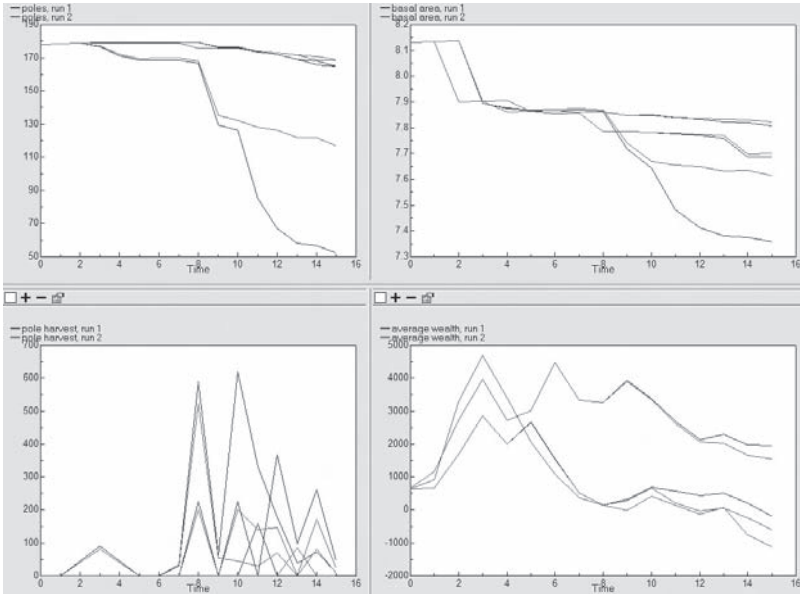 poles, run 1
poles, run 2
190
170
150
130
110
90
70
50
0 2 4 6 8 10 12 14 16
Time
basal area, run 1
basal area, run 2
8.2
8.1
8
7.9
7.8
7.7
7.6
7.5
7.4
7.3
0 2 4 6 8 10 12 14 16
Time
pole harvest, run 1
pole harvest, run 2
700
600
500
400
300
200
100
0
0 2 4 6 8 10 12 14 16
Time
average wealth, run 1
average wealth, run 2
5000
4000
3000
2000
1000
0
-1000
-2000
0 2 4 6 8 10 12 14 16
Time